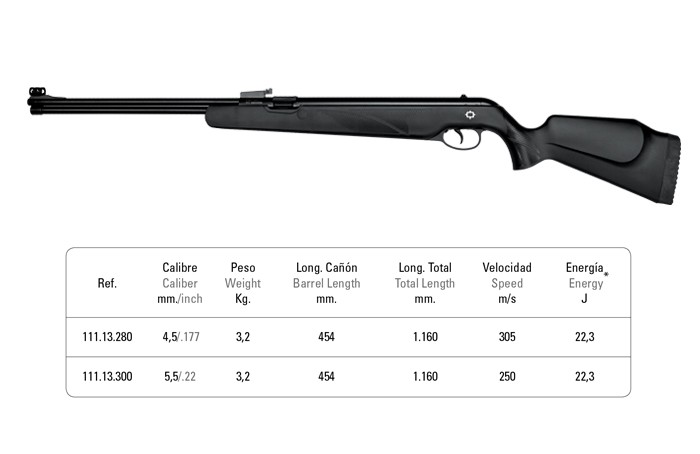 Ref. Calibre Peso Long. Cañón Long. Total Velocidad Energía*
Caliber Weight Barrel Length Total Length Speed Energy
mm./inch Kg. mm. mm. m/s J
111.13.280 4,5/.177 3,2 454 1.160 305 22,3
111.13.300 5,5/.22 3,2 454 1.160 250 22,3